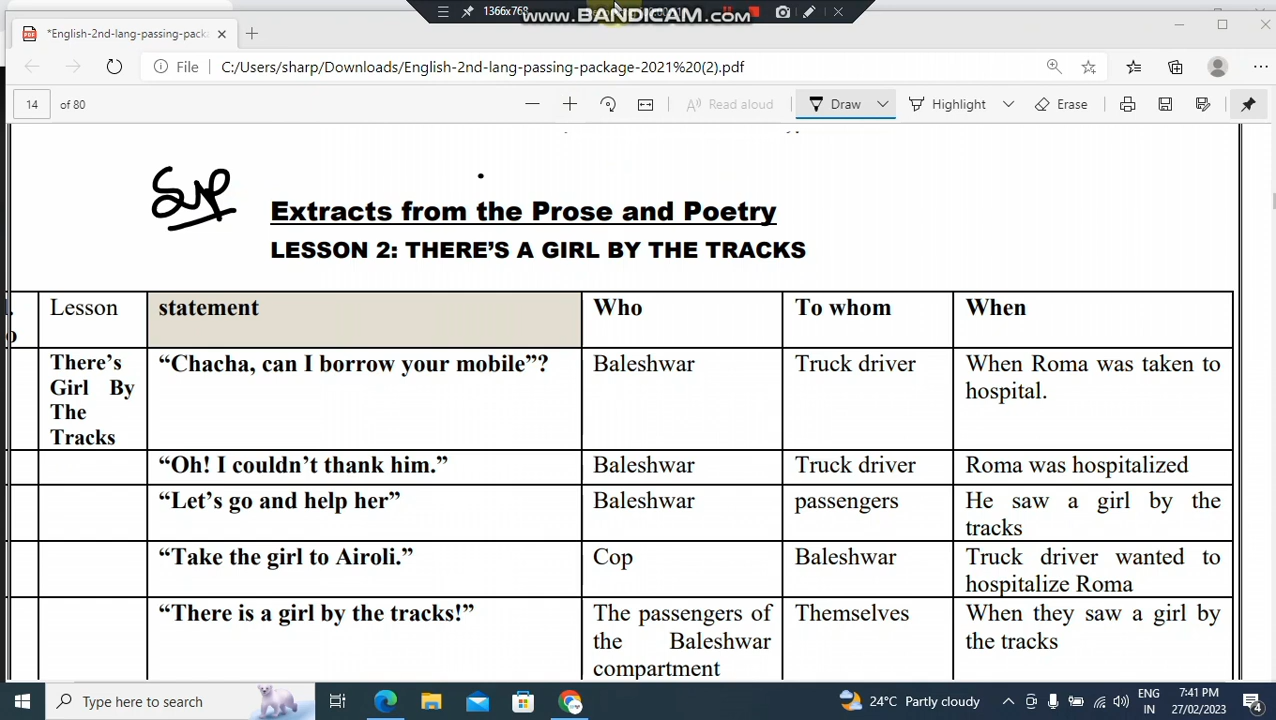 1366x768
www.BANDICAM.com
*English-2nd-lang-passing-packa
File
C:/Users/sharp/Downloads/English-2nd-lang-passing-package-2021%20(2).pdf
14 of 80
Read aloud
Draw
Highlight
Erase
Extracts from the Prose and Poetry
LESSON 2: THERE'S A GIRL BY THE TRACKS
Lesson statement Who To whom When
There's
Girl By
The
Tracks
“Chacha, can I borrow your mobile”?
Baleshwar
Truck driver
When Roma was taken to
hospital.
“Oh! I couldn’t thank him.” Baleshwar Truck driver Roma was hospitalized
“Let’s go and help her” Baleshwar passengers
He saw a girl by the
tracks
“Take the girl to Airoli.” Cop Baleshwar
Truck driver wanted to
hospitalize Roma
“There is a girl by the tracks!”
The passengers of
the Baleshwar
compartment
Themselves
When they saw a girl by
the tracks
Type here to search
24°C Partly cloudy
ENG
IN
7:41 PM
27/02/2023
4